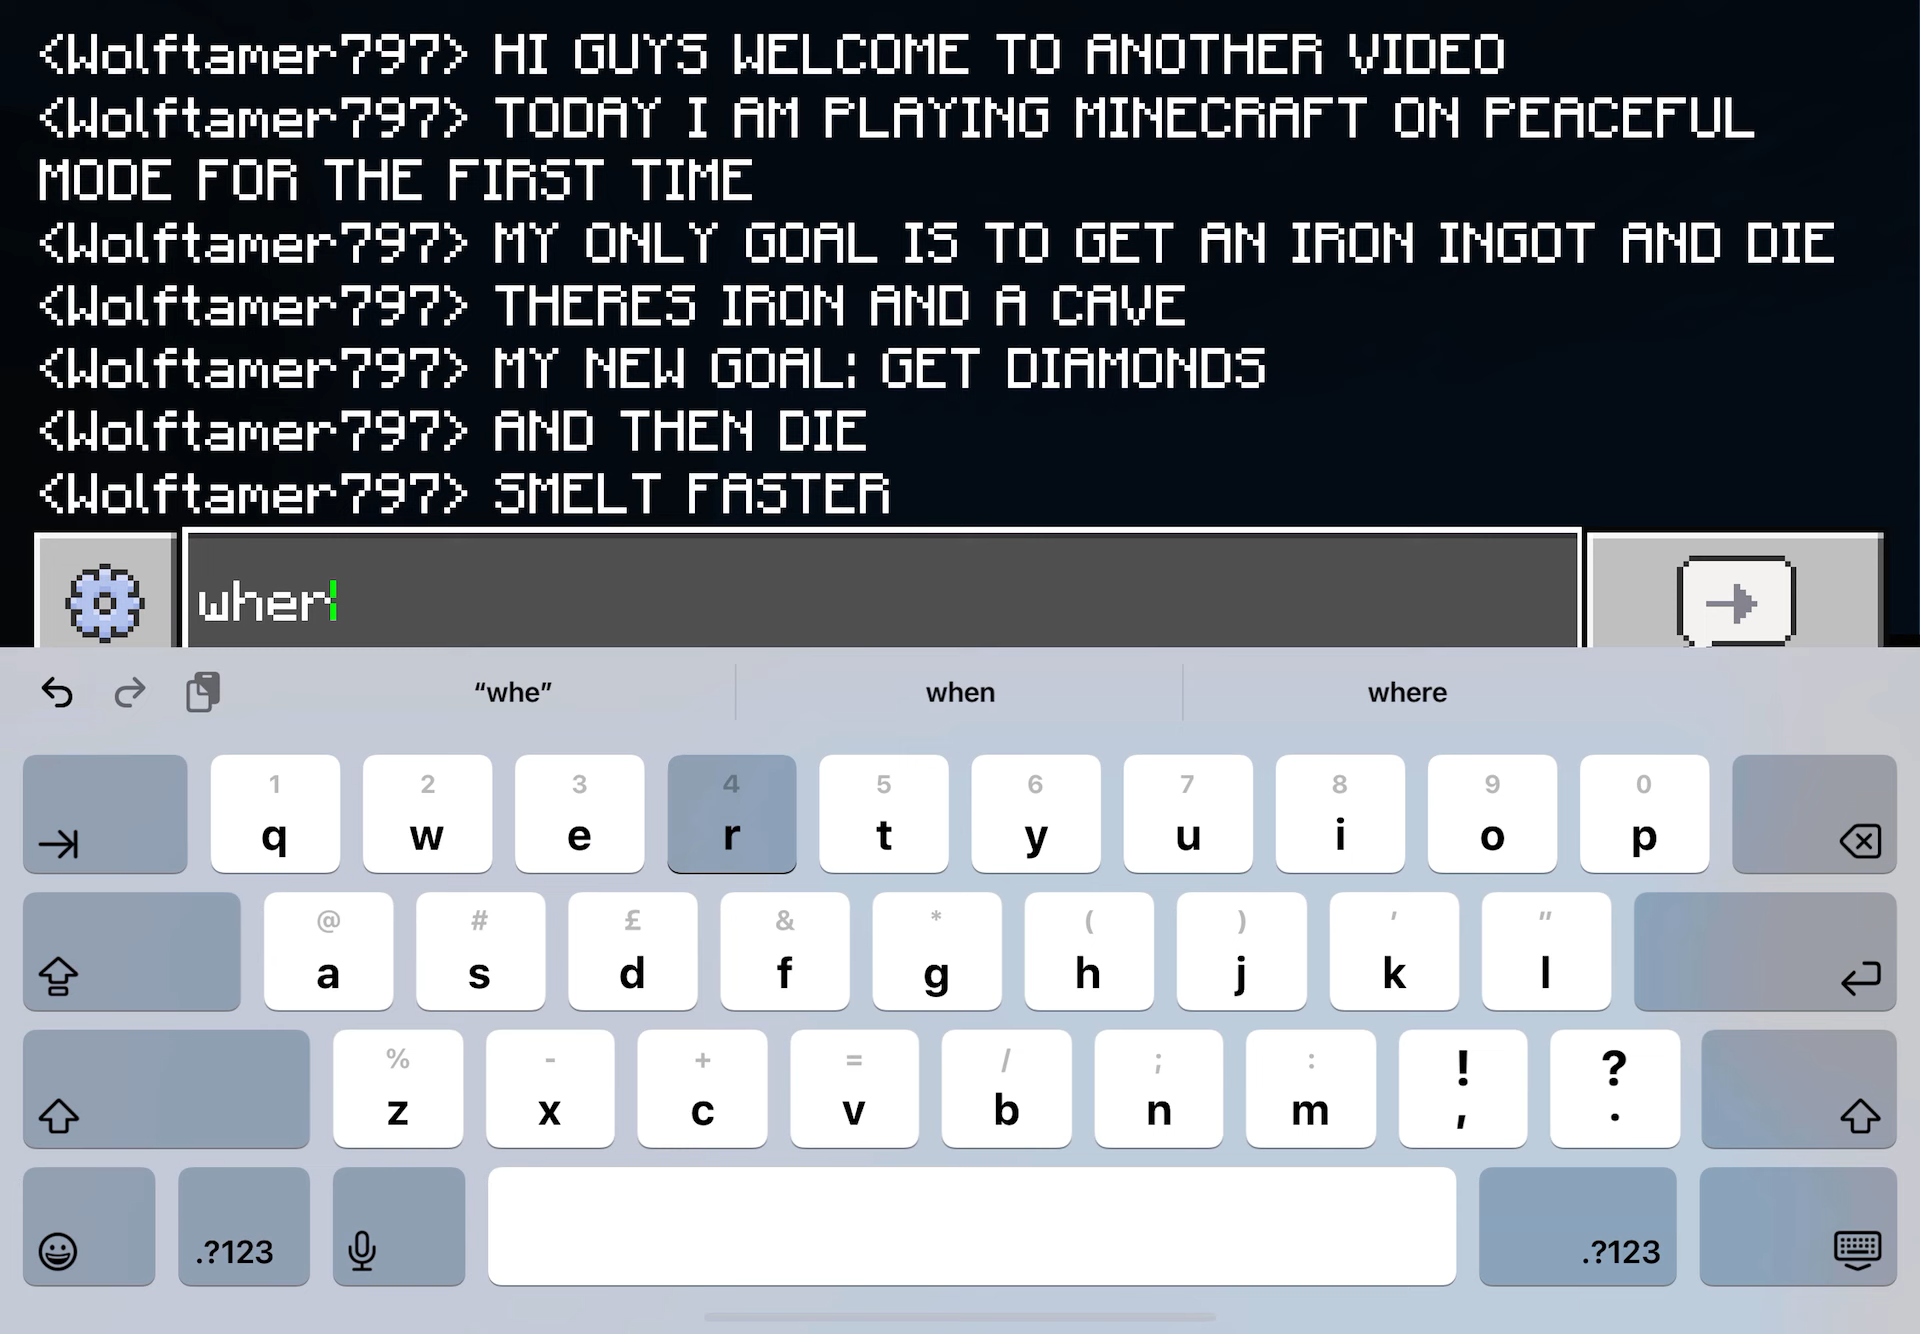 <Wolftamer797> HI GUYS WELCOME TO ANOTHER VIDEO
<Wolftamer797> TODAY I AM PLAYING MINECRAFT ON PEACEFUL
MODE FOR THE FIRST TIME
<Wolftamer797> MY ONLY GOAL IS TO GET AN IRON INGOT AND DIE
<Wolftamer797> THERES IRON AND A CAVE
<Wolftamer797> MY NEW GOAL: GET DIAMONDS
<Wolftamer797> AND THEN DIE
<Wolftamer797> SMELT FASTER
wher
“whe” when where
1 2 3 4 5 6 7 8 9 0
q w e r t y u i o p
@ # £ & * ( ) ' "
a s d f g h j k l
% - + = / ; : ! ?
z x c v b n m , .
.?123 .?123